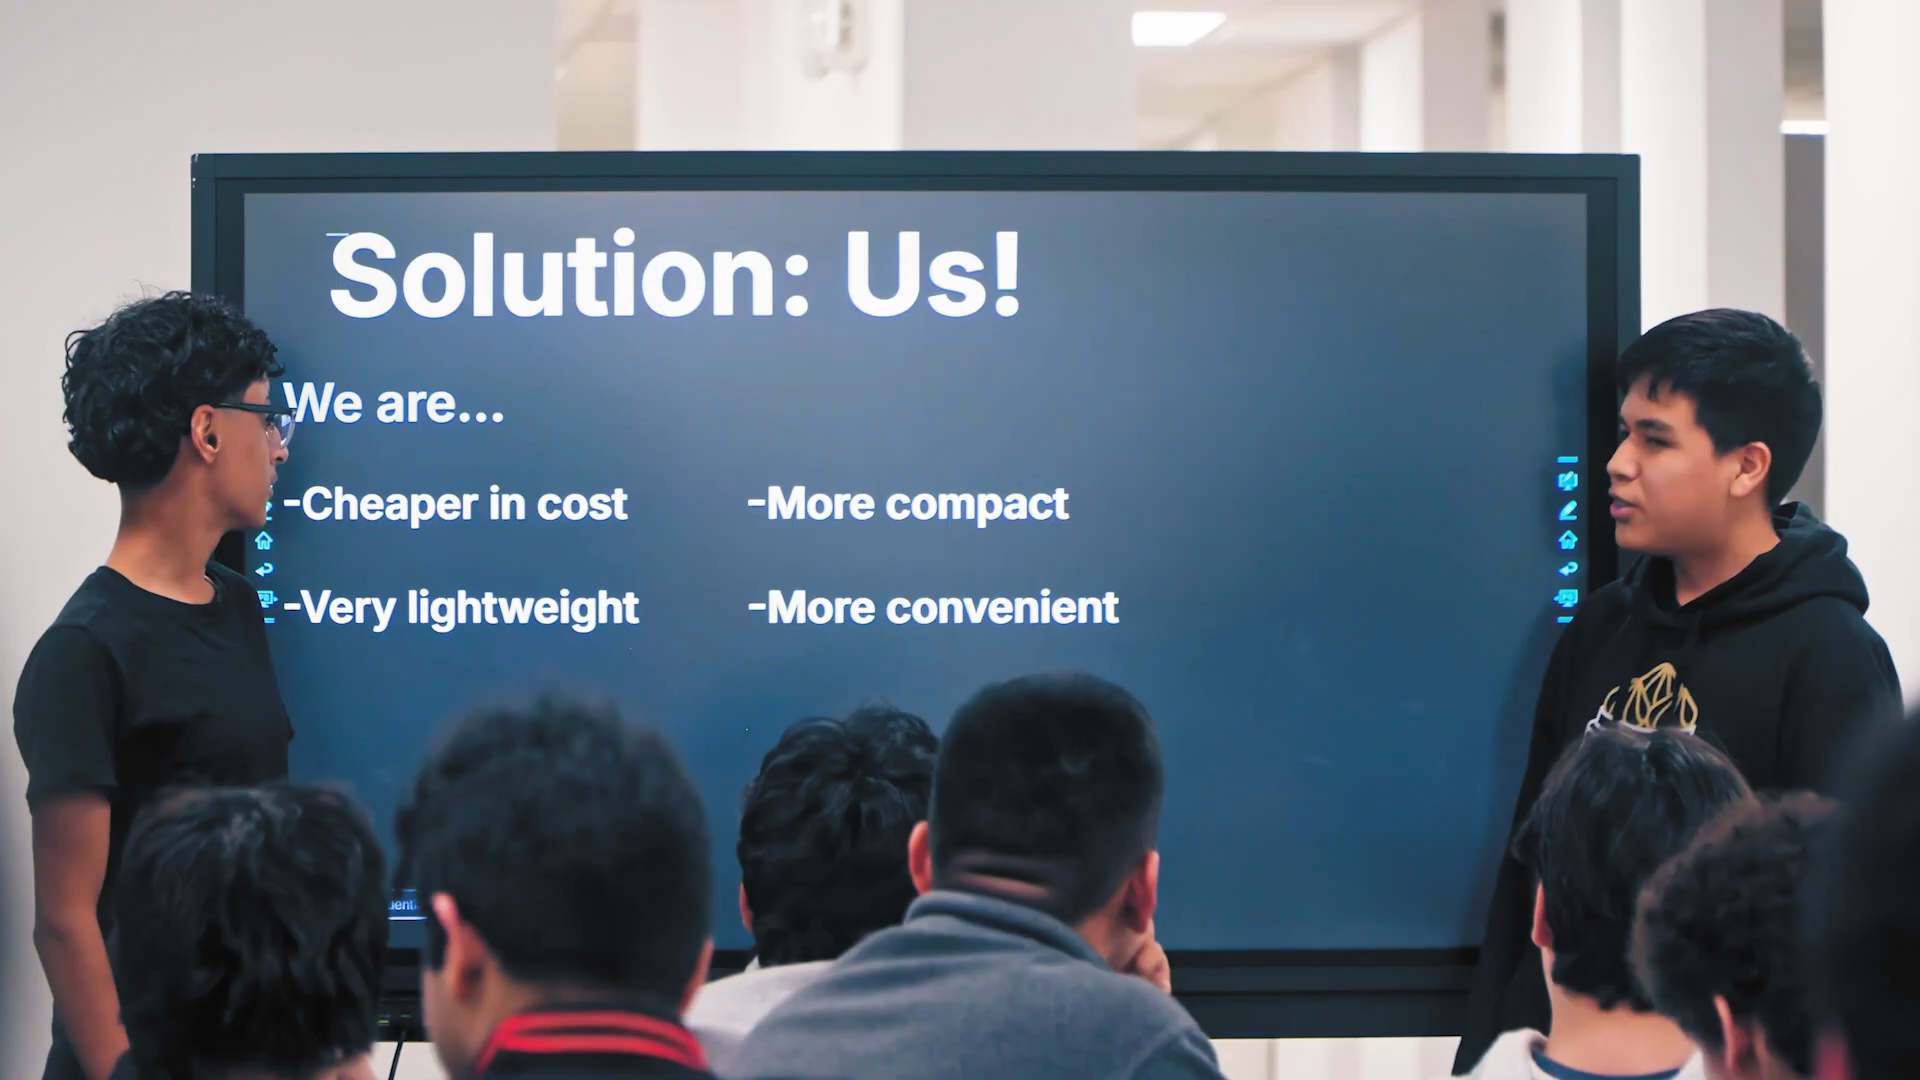 Solution: Us!
We are...
-Cheaper in cost
-More compact
-Very lightweight
-More convenient